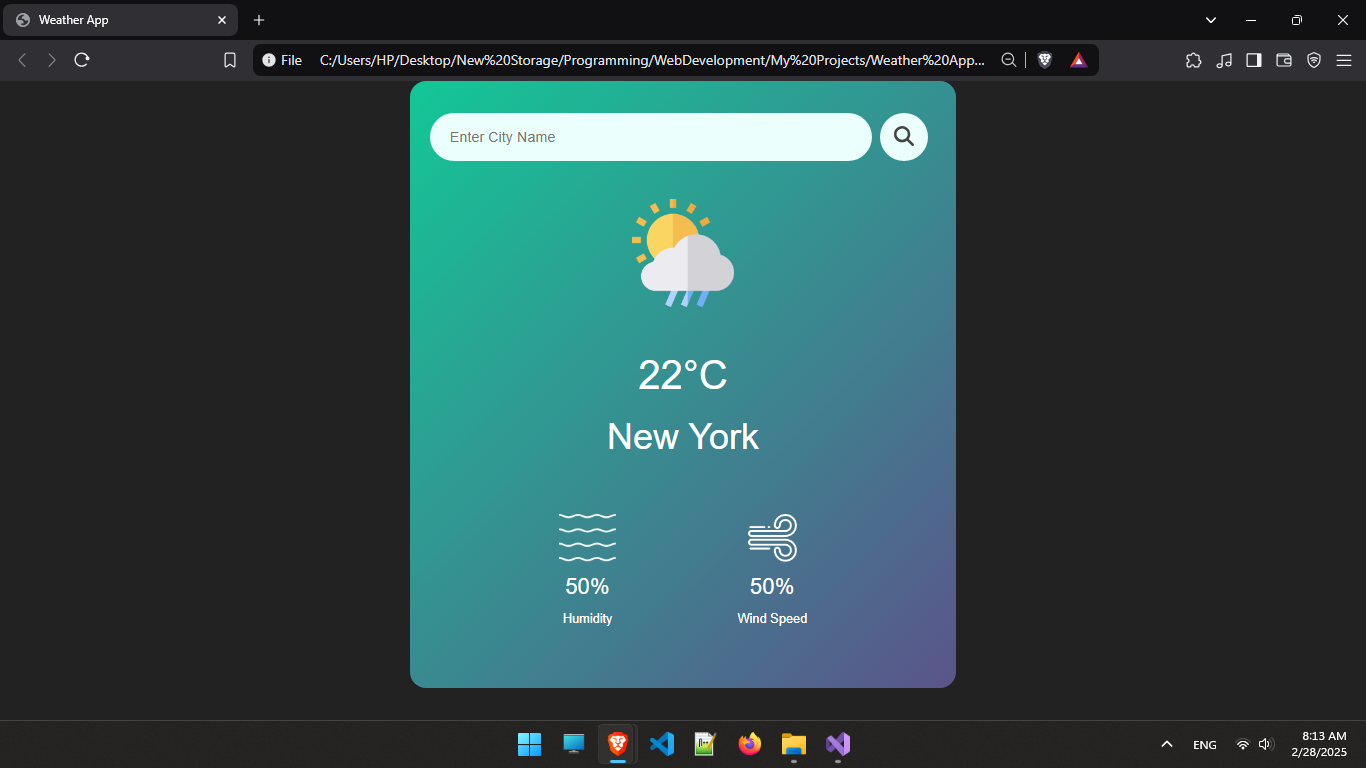 Weather App
File C:/Users/HP/Desktop/New%20Storage/Programming/WebDevelopment/My%20Projects/Weather%20App...
Enter City Name
22°C
New York
50% 50%
Humidity Wind Speed
ENG
8:13 AM
2/28/2025